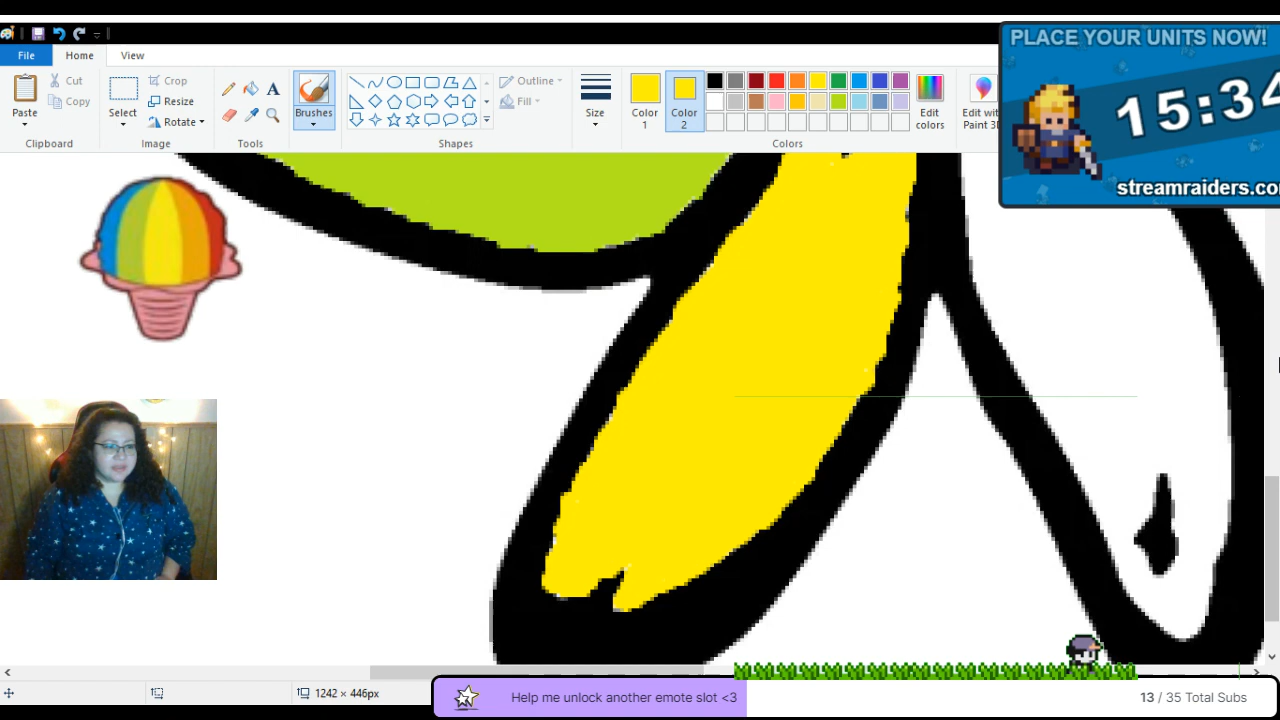 PLACE YOUR UNITS NOW!
15:34
streamraiders.co
File
Home
View
Paste
Cut
Copy
Select
Crop
Resize
Rotate
A
Brushes
Outline
Fill
Size
Color 1
Color 2
Edit colors
Edit with Paint 3D
Clipboard
Image
Tools
Shapes
Colors
1242 × 446px
Help me unlock another emote slot <3
13 / 35 Total Subs